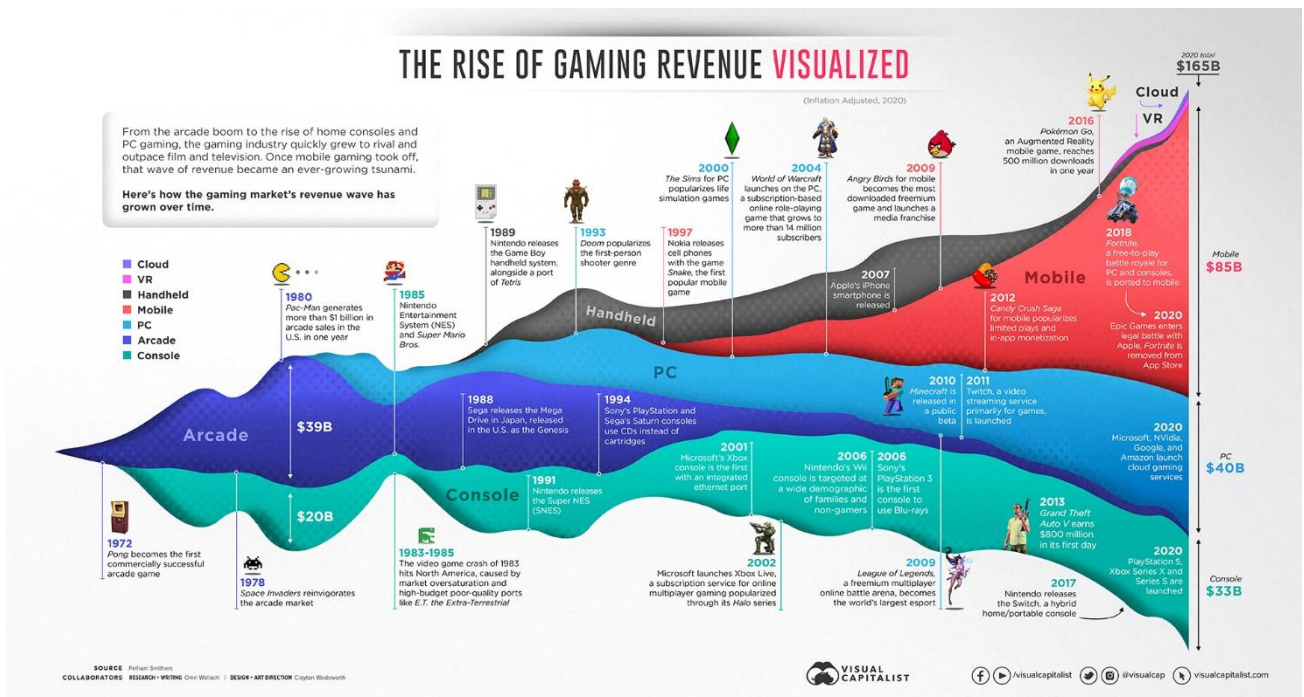 THE RISE OF GAMING REVENUE VISUALIZED
(Inflation Adjusted, 2020)
From the arcade boom to the rise of home consoles and
PC gaming, the gaming industry quickly grew to rival and
outpace film and television. Once mobile gaming took off,
that wave of revenue became an ever-growing tsunami.
Here's how the gaming market's revenue wave has
grown over time.
Cloud
VR
Handheld
Mobile
PC
Arcade
Console
1980
Pac-Man generates
more than $1 billion in
arcade sales in the
U.S. in one year
1985
Nintendo
Entertainment
System (NES)
and Super Mario
Bros.
1989
Nintendo releases
the Game Boy
handheld system,
alongside a port
of Tetris
1993
Doom popularizes
the first-person
shooter genre
1997
Nokia releases
cell phones with
the game
Snake, the first
popular mobile
game
2000
The Sims for PC
popularizes life
simulation games
2004
World of Warcraft
launches on the PC,
a subscription-based
online role-playing
game that grows to
more than 14 million
subscribers
2009
Angry Birds for mobile
becomes the most
downloaded freemium
game and launches a
media franchise
2007
Apple's iPhone
smartphone is
released
2016
Pokémon Go,
an Augmented Reality
mobile game, reaches
500 million downloads
in one year
Cloud
VR
2020 total
$165B
2018
Fortnite,
a free-to-play
battle royale for
PC and consoles,
is ported to mobile
2012
Candy Crush Saga
for mobile popularizes
limited plays and
in-app monetization
2020
Epic Games enters
legal battle with
Apple, Fortnite is
removed from
App Store
Mobile
$85B
Handheld
Mobile
PC
Arcade
Console
$39B
$20B
1988
Sega releases the Mega
Drive in Japan, released
in the U.S. as the Genesis
1994
Sony's PlayStation and
Sega's Saturn consoles
use CDs instead of
cartridges
1991
Nintendo releases
the Super NES
(SNES)
2001
Microsoft's Xbox
console is the first
with an integrated
ethernet port
2006
Nintendo's Wii
console is targeted at
a wide demographic
of families and
non-gamers
2006
Sony's
PlayStation 3
is the first
console to
use Blu-rays
2010
Minecraft is
released in
a public
beta
2011
Twitch, a video
streaming service
primarily for games,
is launched
2020
Microsoft, NVidia,
Google, and
Amazon launch
cloud gaming
services
PC
$40B
2013
Grand Theft
Auto V earns
$800 million
in its first day
2020
PlayStation 5,
Xbox Series X and
Series S are
launched
Console
$33B
1972
Pong becomes the first
commercially successful
arcade game
1978
Space Invaders reinvigorates
the arcade market
1983-1985
The video game crash of 1983
hits North America, caused by
market oversaturation and
high-budget poor-quality ports
like E.T. the Extra-Terrestrial
2002
Microsoft launches Xbox Live,
a subscription service for online
multiplayer gaming popularized
through its Halo series
2009
League of Legends,
a freemium multiplayer
online battle arena, becomes
the world's largest esport
2017
Nintendo releases
the Switch, a hybrid
home/portable console
SOURCE Pelham Smithers
COLLABORATORS RESEARCH + WRITING Omri Wallach | DESIGN + ART DIRECTION Clayton Wadsworth
VISUAL
CAPITALIST
/visualcapitalist @visualcap visualcapitalist.com